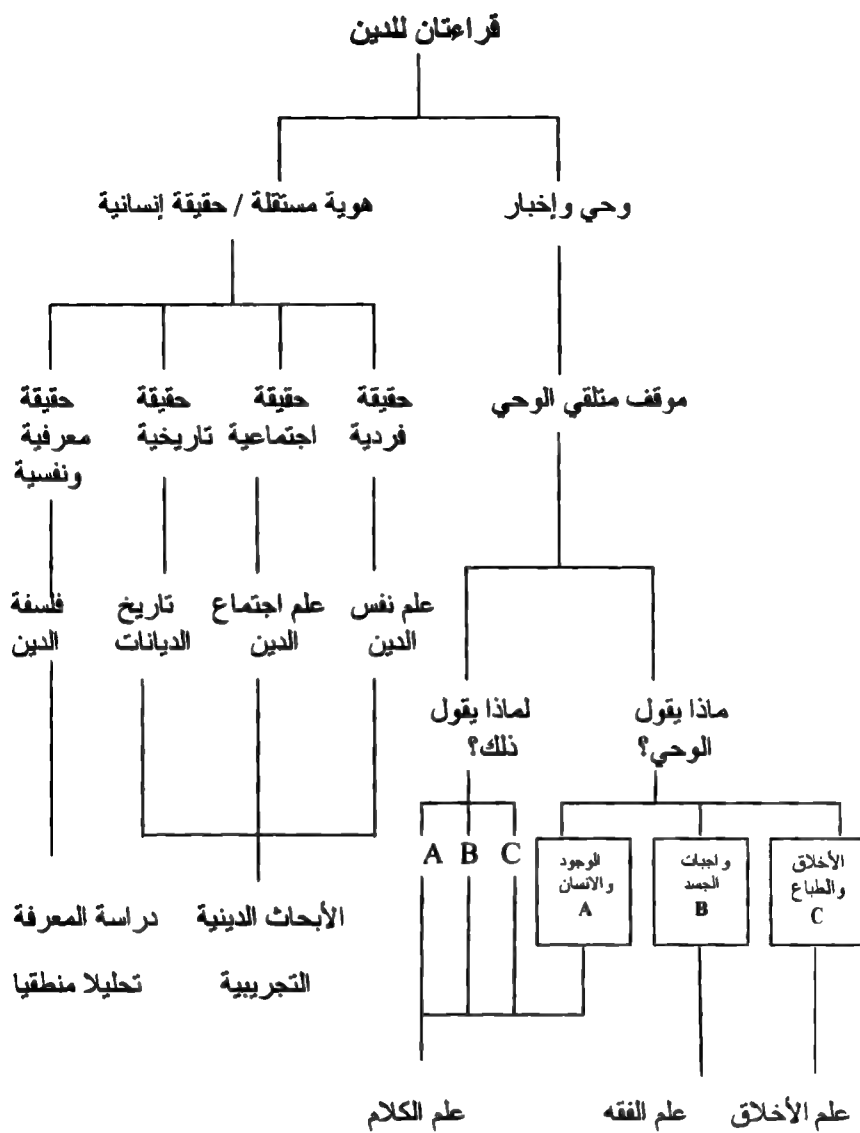 قراءتان للدين
وحي وإخبار
هوية مستقلة / حقيقة إنسانية
موقف متلقي الوحي
حقيقة
فردية
حقيقة
اجتماعية
حقيقة
تاريخية
حقيقة
معرفية
ونفسية
علم نفس
الدين
علم اجتماع
الدين
تاريخ
الديانات
فلسفة
الدين
ماذا يقول
الوحي؟
لماذا يقول
ذلك؟
الأخلاق
والطباع
C
واجبات
الجسد
B
الوجود
والانسان
A
A B C
الأبحاث الدينية
التجريبية
دراسة المعرفة
تحليلا منطقيا
علم الأخلاق
علم الفقه
علم الكلام